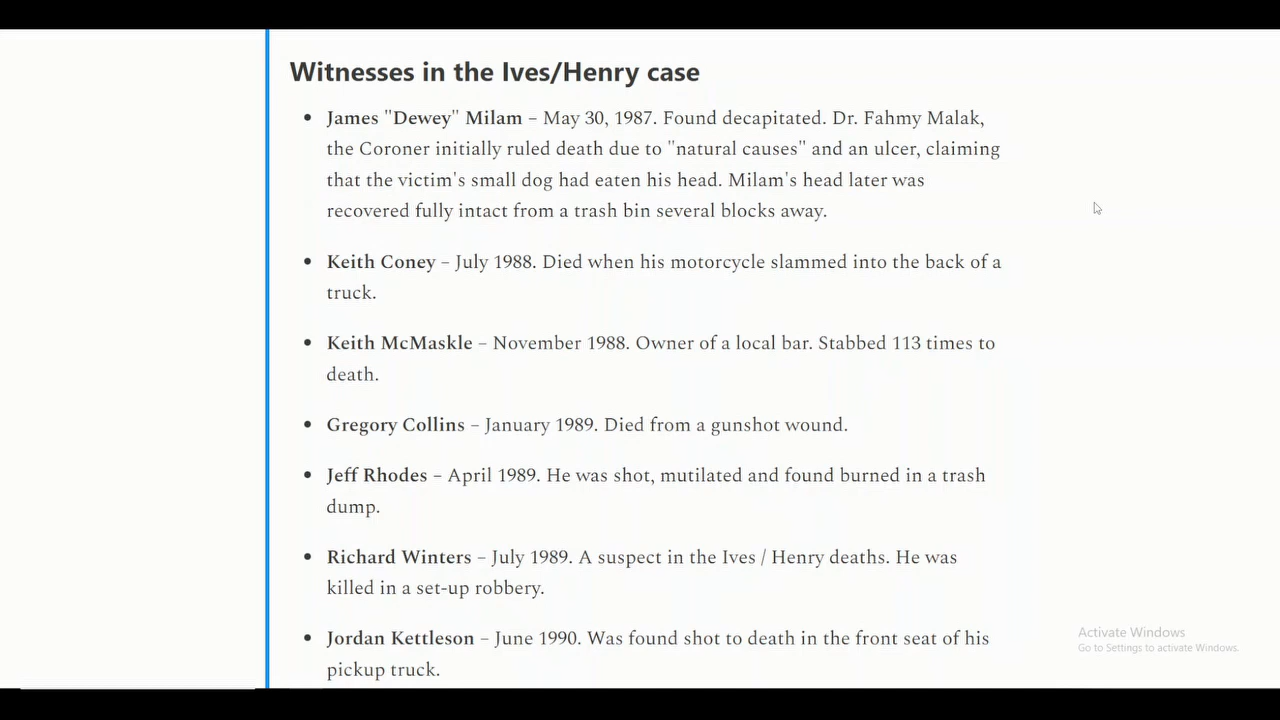 Witnesses in the Ives/Henry case
• James "Dewey" Milam – May 30, 1987. Found decapitated. Dr. Fahmy Malak,
the Coroner initially ruled death due to "natural causes" and an ulcer, claiming
that the victim's small dog had eaten his head. Milam's head later was
recovered fully intact from a trash bin several blocks away.
• Keith Coney – July 1988. Died when his motorcycle slammed into the back of a
truck.
• Keith McMaskle – November 1988. Owner of a local bar. Stabbed 113 times to
death.
• Gregory Collins – January 1989. Died from a gunshot wound.
• Jeff Rhodes – April 1989. He was shot, mutilated and found burned in a trash
dump.
• Richard Winters – July 1989. A suspect in the Ives / Henry deaths. He was
killed in a set-up robbery.
• Jordan Kettleson – June 1990. Was found shot to death in the front seat of his
pickup truck.
Activate Windows
Go to Settings to activate Windows.